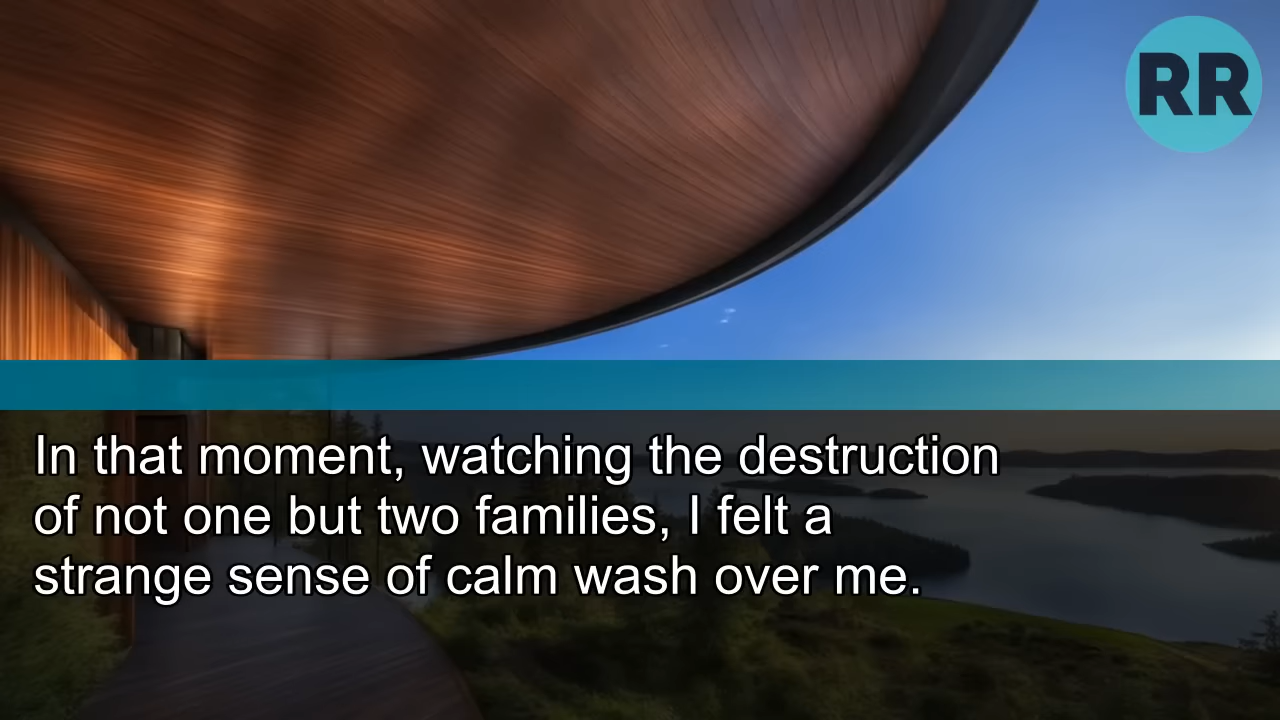 RR
In that moment, watching the destruction
of not one but two families, I felt a
strange sense of calm wash over me.